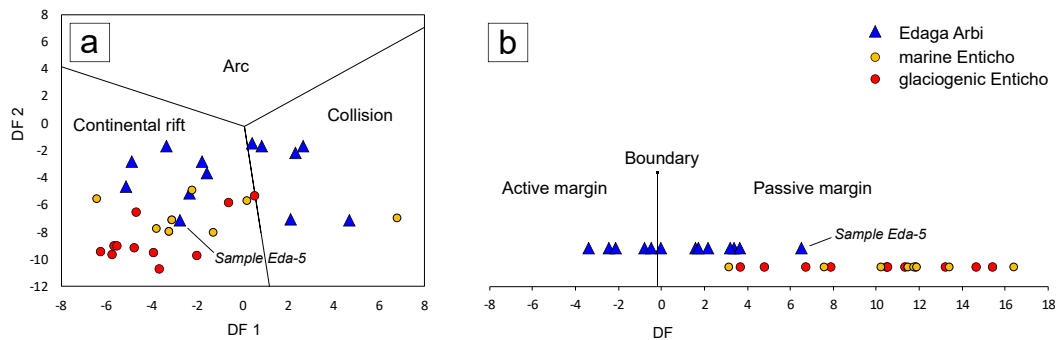 a
8
6
4
2
0
-2
-4
-6
-8
-10
-12
DF 2
Arc
Continental rift
Collision
Sample Eda-5
-8 -6 -4 -2 0 2 4 6 8
DF 1
b
Edaga Arbi
marine Enticho
glaciogenic Enticho
Boundary
Active margin Passive margin
Sample Eda-5
-8 -6 -4 -2 0 2 4 6 8 10 12 14 16 18
DF